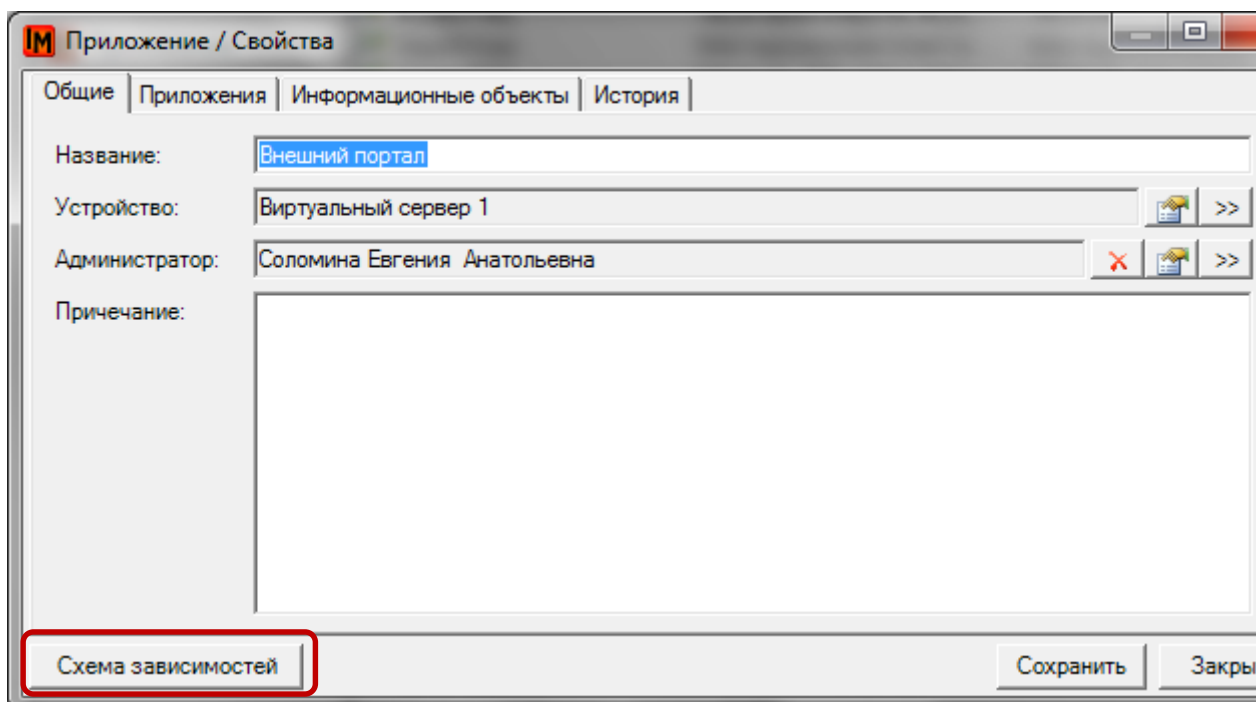 IM Приложение / Свойства
Общие Приложения Информационные объекты История
Название: Внешний портал
Устройство: Виртуальный сервер 1 >>
Администратор: Соломина Евгения Анатольевна >>
Причечание:
Схема зависимостей Сохранить Закры